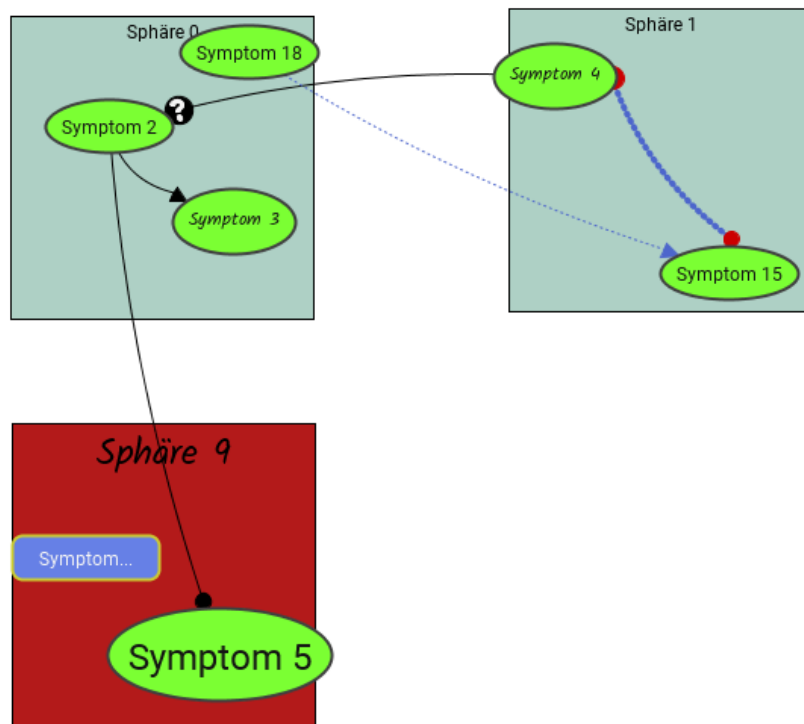 Sphäre 0
Symptom 18
Symptom 2
?
Symptom 3
Sphäre 1
Symptom 4
Symptom 15
Sphäre 9
Symptom...
Symptom 5